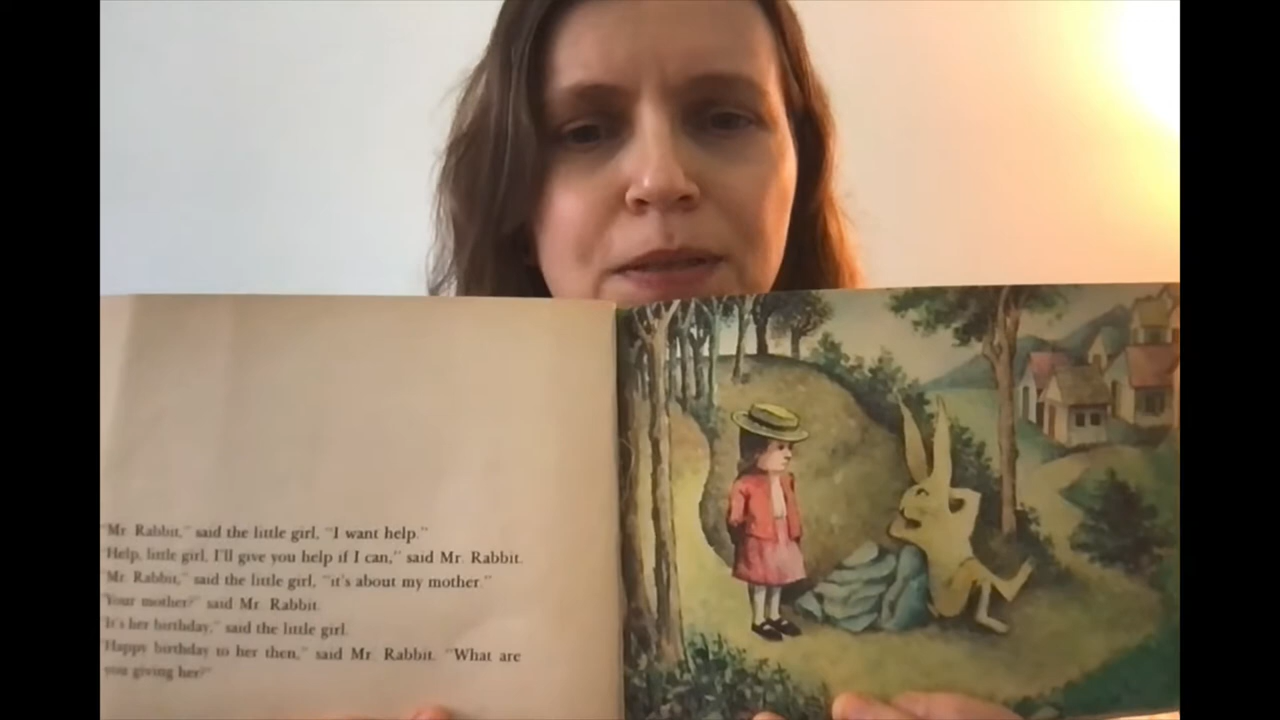 "Mr. Rabbit," said the little girl, "I want help."
"Help, little girl, I'll give you help if I can," said Mr. Rabbit.
"Mr. Rabbit," said the little girl, "it's about my mother."
"Your mother?" said Mr. Rabbit.
"It's her birthday," said the little girl.
"Happy birthday to her then," said Mr. Rabbit. "What are
you giving her?"